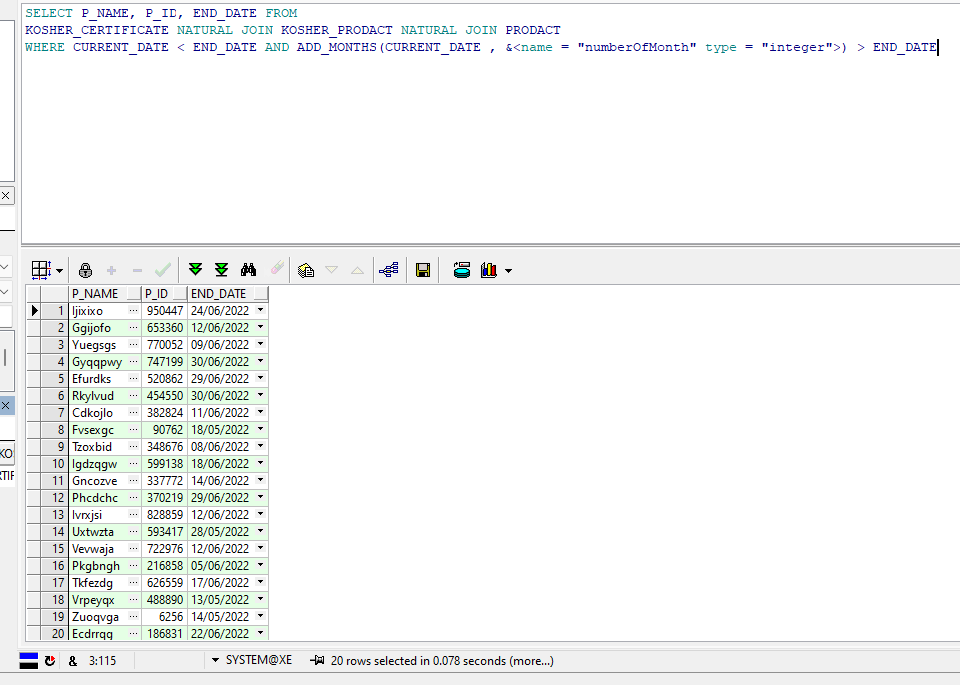 SELECT P_NAME, P_ID, END_DATE FROM
KOSHER_CERTIFICATE NATURAL JOIN KOSHER_PRODACT NATURAL JOIN PRODACT
WHERE CURRENT_DATE < END_DATE AND ADD_MONTHS(CURRENT_DATE , &<name = "numberOfMonth" type = "integer">) > END_DATE
P_NAME P_ID END_DATE
1 Ijixixo ... 950447 24/06/2022
2 Ggijofo ... 653360 12/06/2022
3 Yuegsgs ... 770052 09/06/2022
4 Gyqqpwy ... 747199 30/06/2022
5 Efurdks ... 520862 29/06/2022
6 Rkylvud ... 454550 30/06/2022
7 Cdkojlo ... 382824 11/06/2022
8 Fvsexgc ... 90762 18/05/2022
9 Tzoxbid ... 348676 08/06/2022
10 Igdzqgw ... 599138 18/06/2022
11 Gncozve ... 337772 14/06/2022
12 Phcdchc ... 370219 29/06/2022
13 Ivrxjsi ... 828859 12/06/2022
14 Uxtwzta ... 593417 28/05/2022
15 Vevwaja ... 722976 12/06/2022
16 Pkgbngh ... 216858 05/06/2022
17 Tkfezdg ... 626559 17/06/2022
18 Vrpeyqx ... 488890 13/05/2022
19 Zuoqvga ... 6256 14/05/2022
20 Ecdrrqq ... 186831 22/06/2022
KO
RTIF
& 3:115 SYSTEM@XE 20 rows selected in 0.078 seconds (more...)